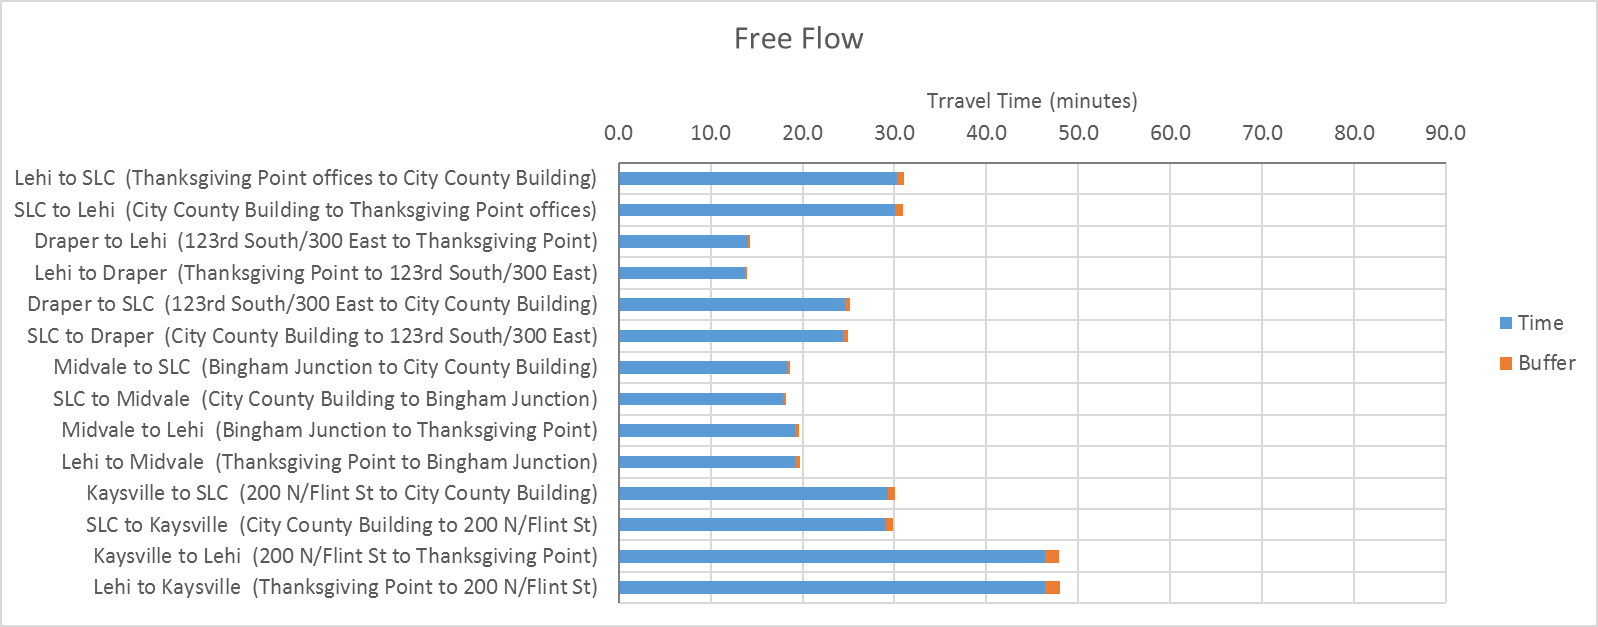 Free Flow
Trravel Time (minutes)
0.0 10.0 20.0 30.0 40.0 50.0 60.0 70.0 80.0 90.0
Lehi to SLC (Thanksgiving Point offices to City County Building)
SLC to Lehi (City County Building to Thanksgiving Point offices)
Draper to Lehi (123rd South/300 East to Thanksgiving Point)
Lehi to Draper (Thanksgiving Point to 123rd South/300 East)
Draper to SLC (123rd South/300 East to City County Building)
SLC to Draper (City County Building to 123rd South/300 East)
Midvale to SLC (Bingham Junction to City County Building)
SLC to Midvale (City County Building to Bingham Junction)
Midvale to Lehi (Bingham Junction to Thanksgiving Point)
Lehi to Midvale (Thanksgiving Point to Bingham Junction)
Kaysville to SLC (200 N/Flint St to City County Building)
SLC to Kaysville (City County Building to 200 N/Flint St)
Kaysville to Lehi (200 N/Flint St to Thanksgiving Point)
Lehi to Kaysville (Thanksgiving Point to 200 N/Flint St)
Time
Buffer